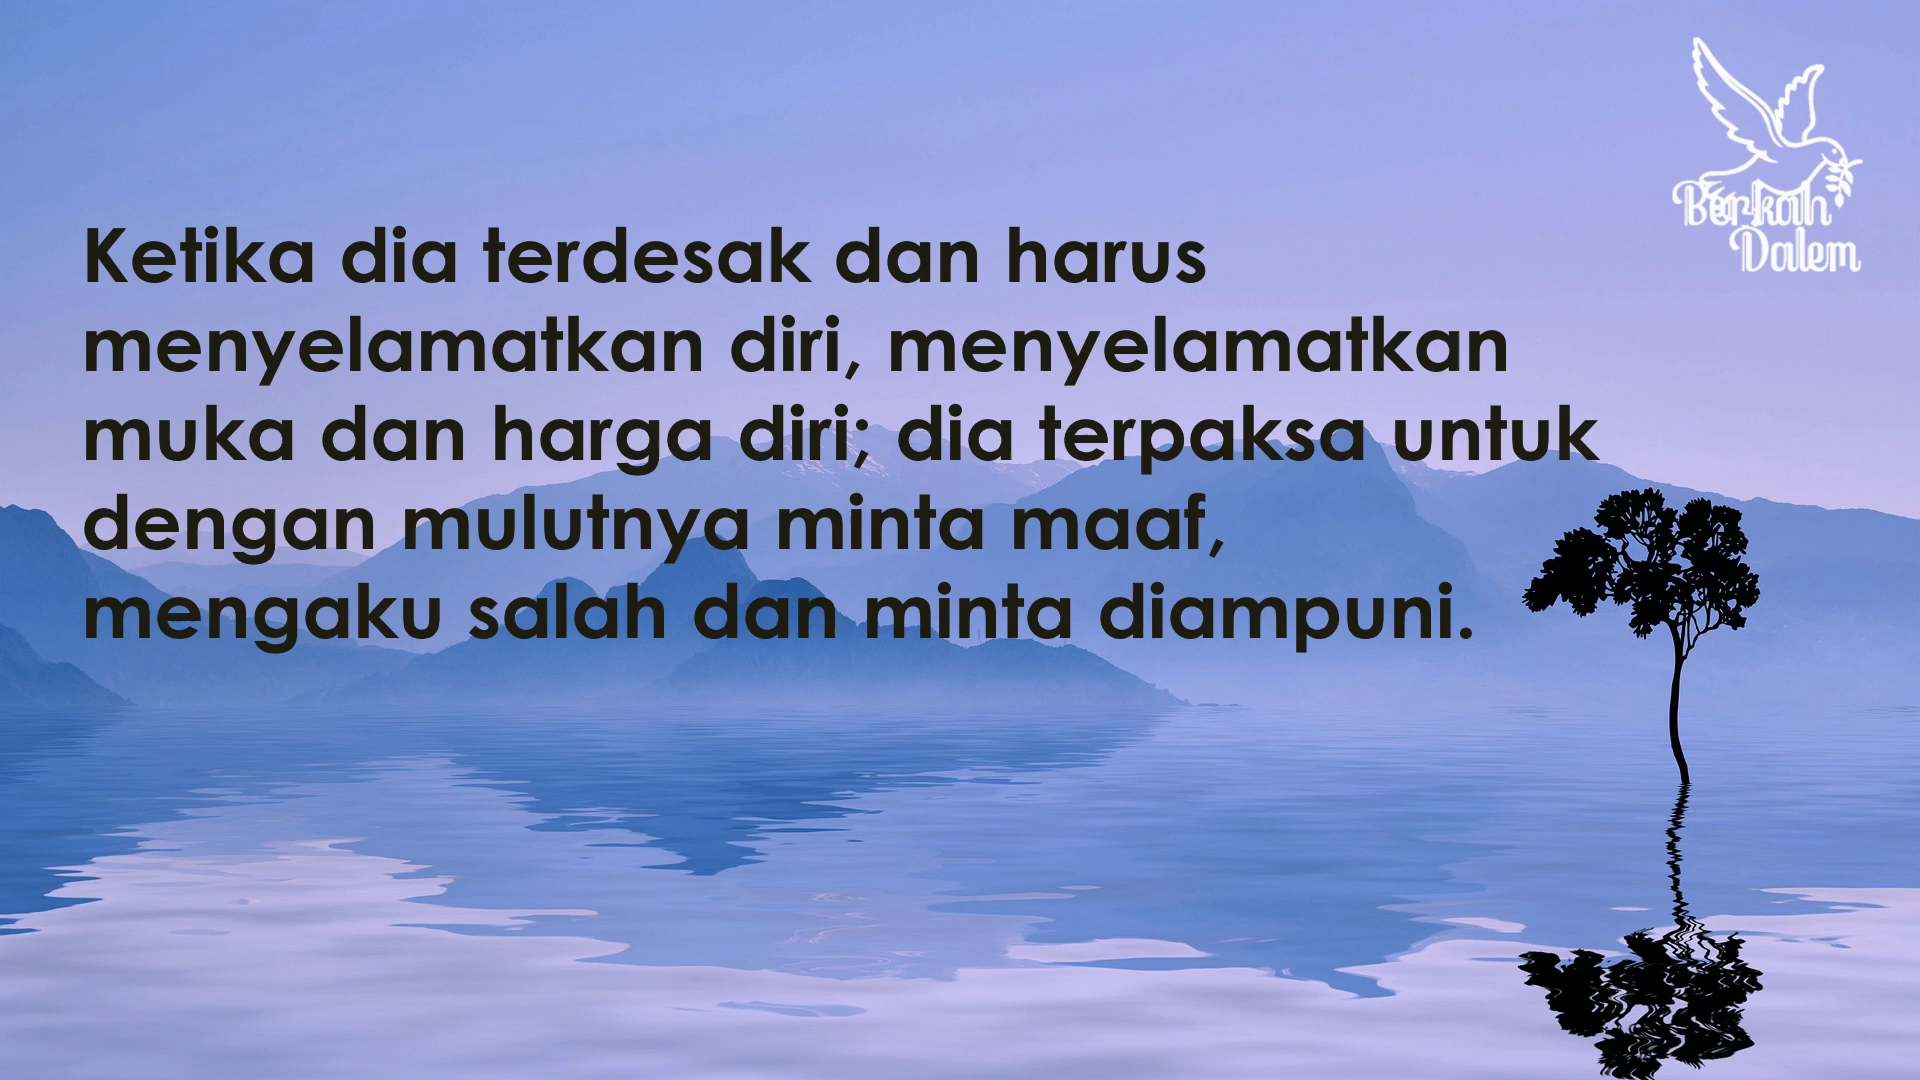 Berkah
Dalem
Ketika dia terdesak dan harus
menyelamatkan diri, menyelamatkan
muka dan harga diri; dia terpaksa untuk
dengan mulutnya minta maaf,
mengaku salah dan minta diampuni.